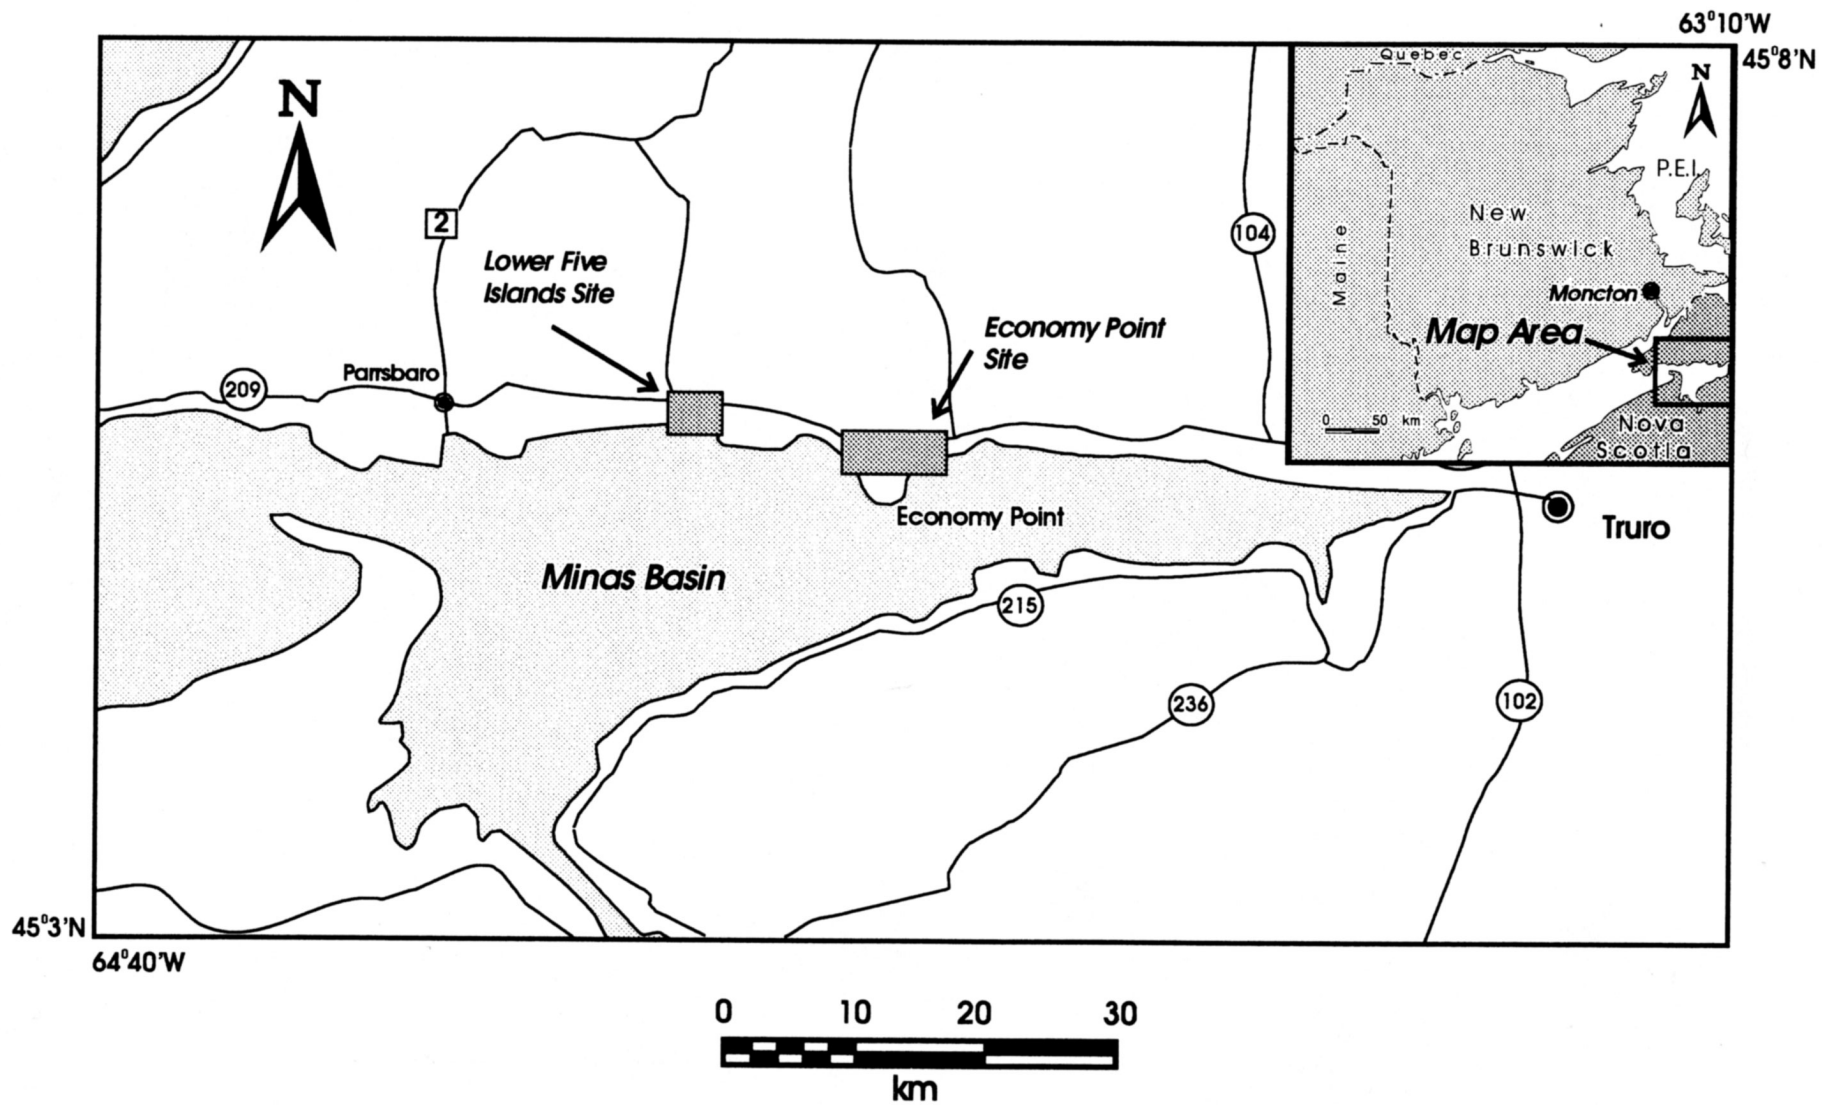 63°10'W
45°8'N
Quebec
N
N
P.E.I.
2
104
New
Brunswick
Maine
Lower Five
Islands Site
Moncton
Economy Point
Site
Map Area
Parrsbaro
209
0 50 km
Nova
Scotla
Economy Point
Truro
Minas Basin
215
236
102
45°3'N
64°40'W
0 10 20 30
km